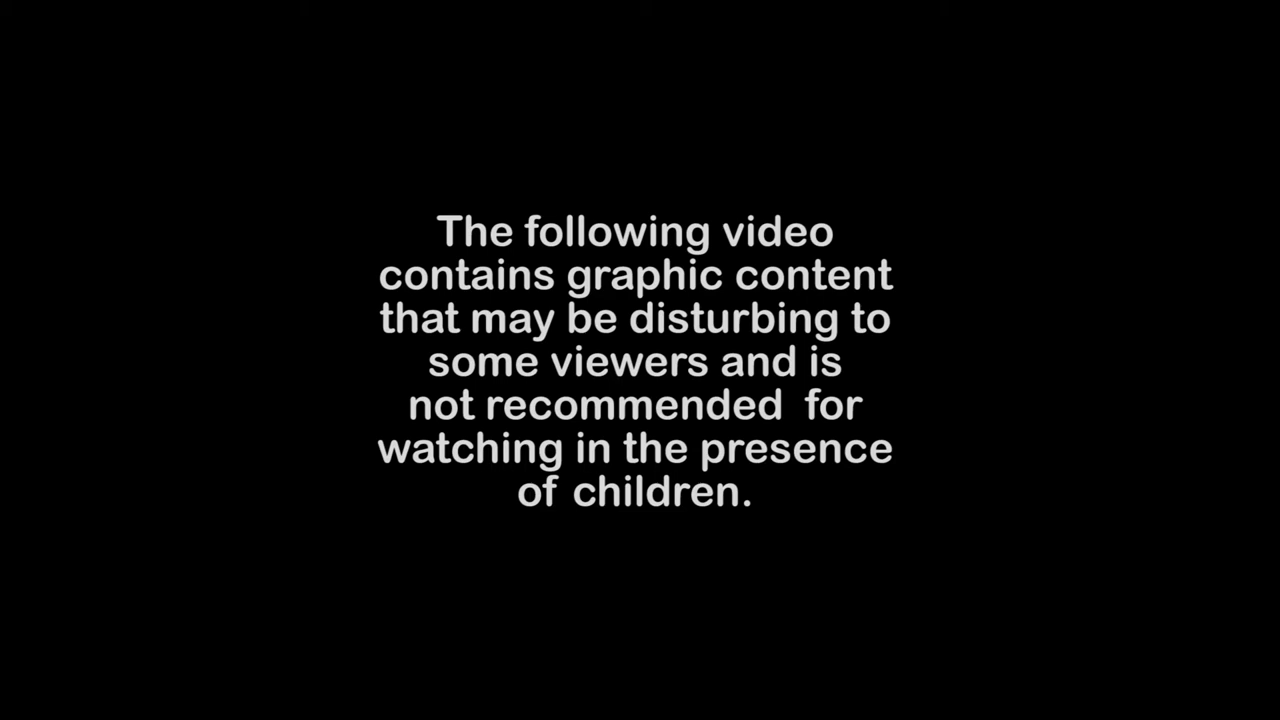 The following video
contains graphic content
that may be disturbing to
some viewers and is
not recommended for
watching in the presence
of children.